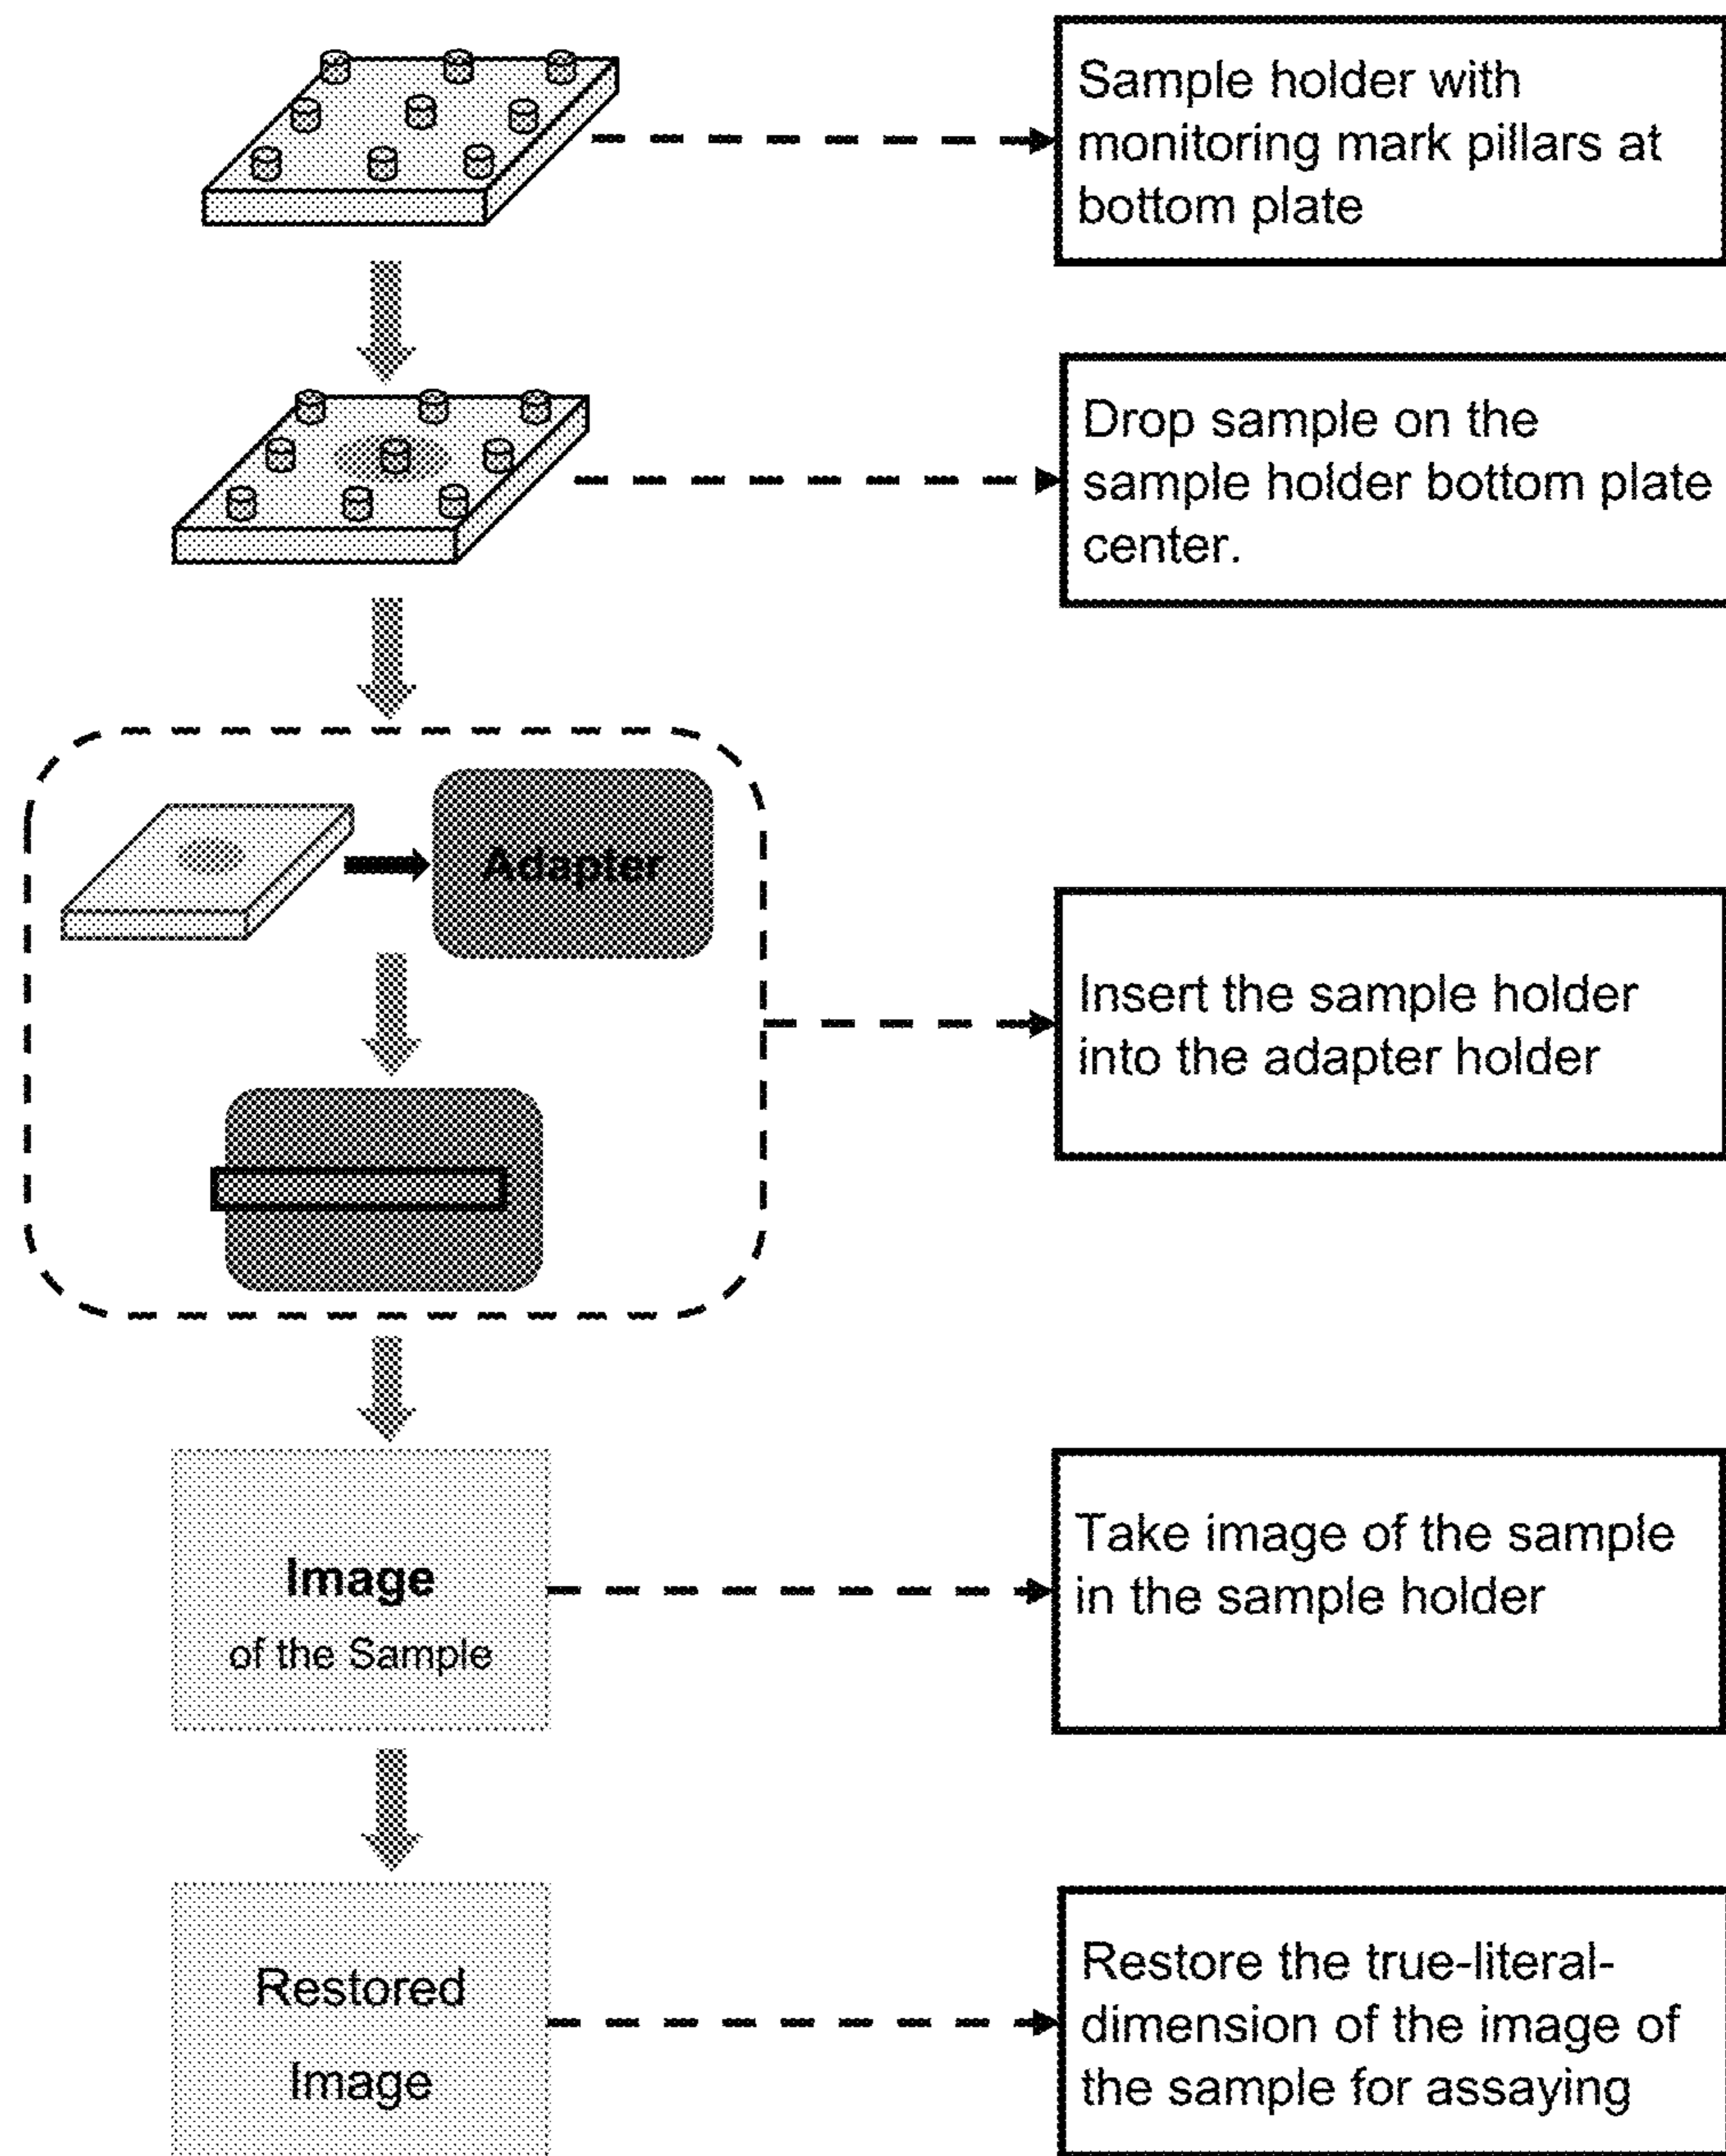 Sample holder with
monitoring mark pillars at
bottom plate
Drop sample on the
sample holder bottom plate
center.
Adapter
Insert the sample holder
into the adapter holder
Image
of the Sample
Take image of the sample
in the sample holder
Restored
Image
Restore the true-literal-
dimension of the image of
the sample for assaying